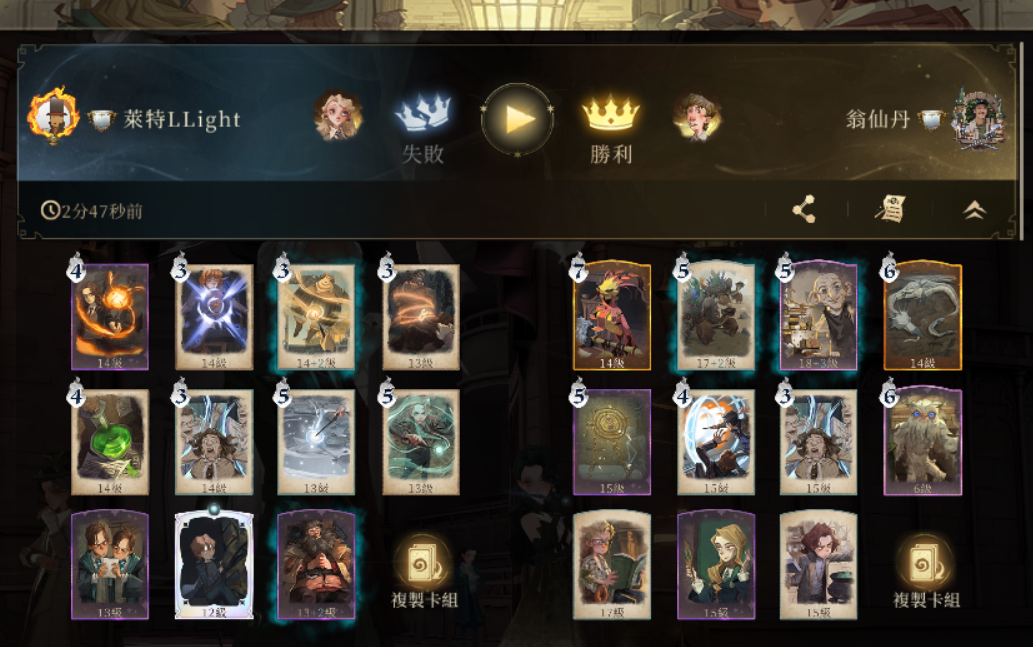 萊特LLight
失敗
勝利
翁仙丹
2分47秒前
4 3 3 3 7 5 5 6
14級 14級 14+2級 13級 14級 17+2級 18+3級 14級
4 3 5 5 5 4 3 6
14級 14級 13級 13級 15級 15級 15級 6級
13級 12級 13+2級 17級 15級 15級
複製卡組 複製卡組